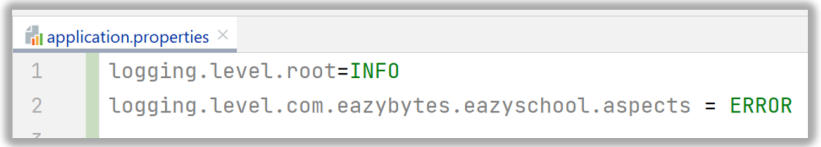 application.properties
1 logging.level.root=INFO
2 logging.level.com.eazybytes.eazyschool.aspects = ERROR